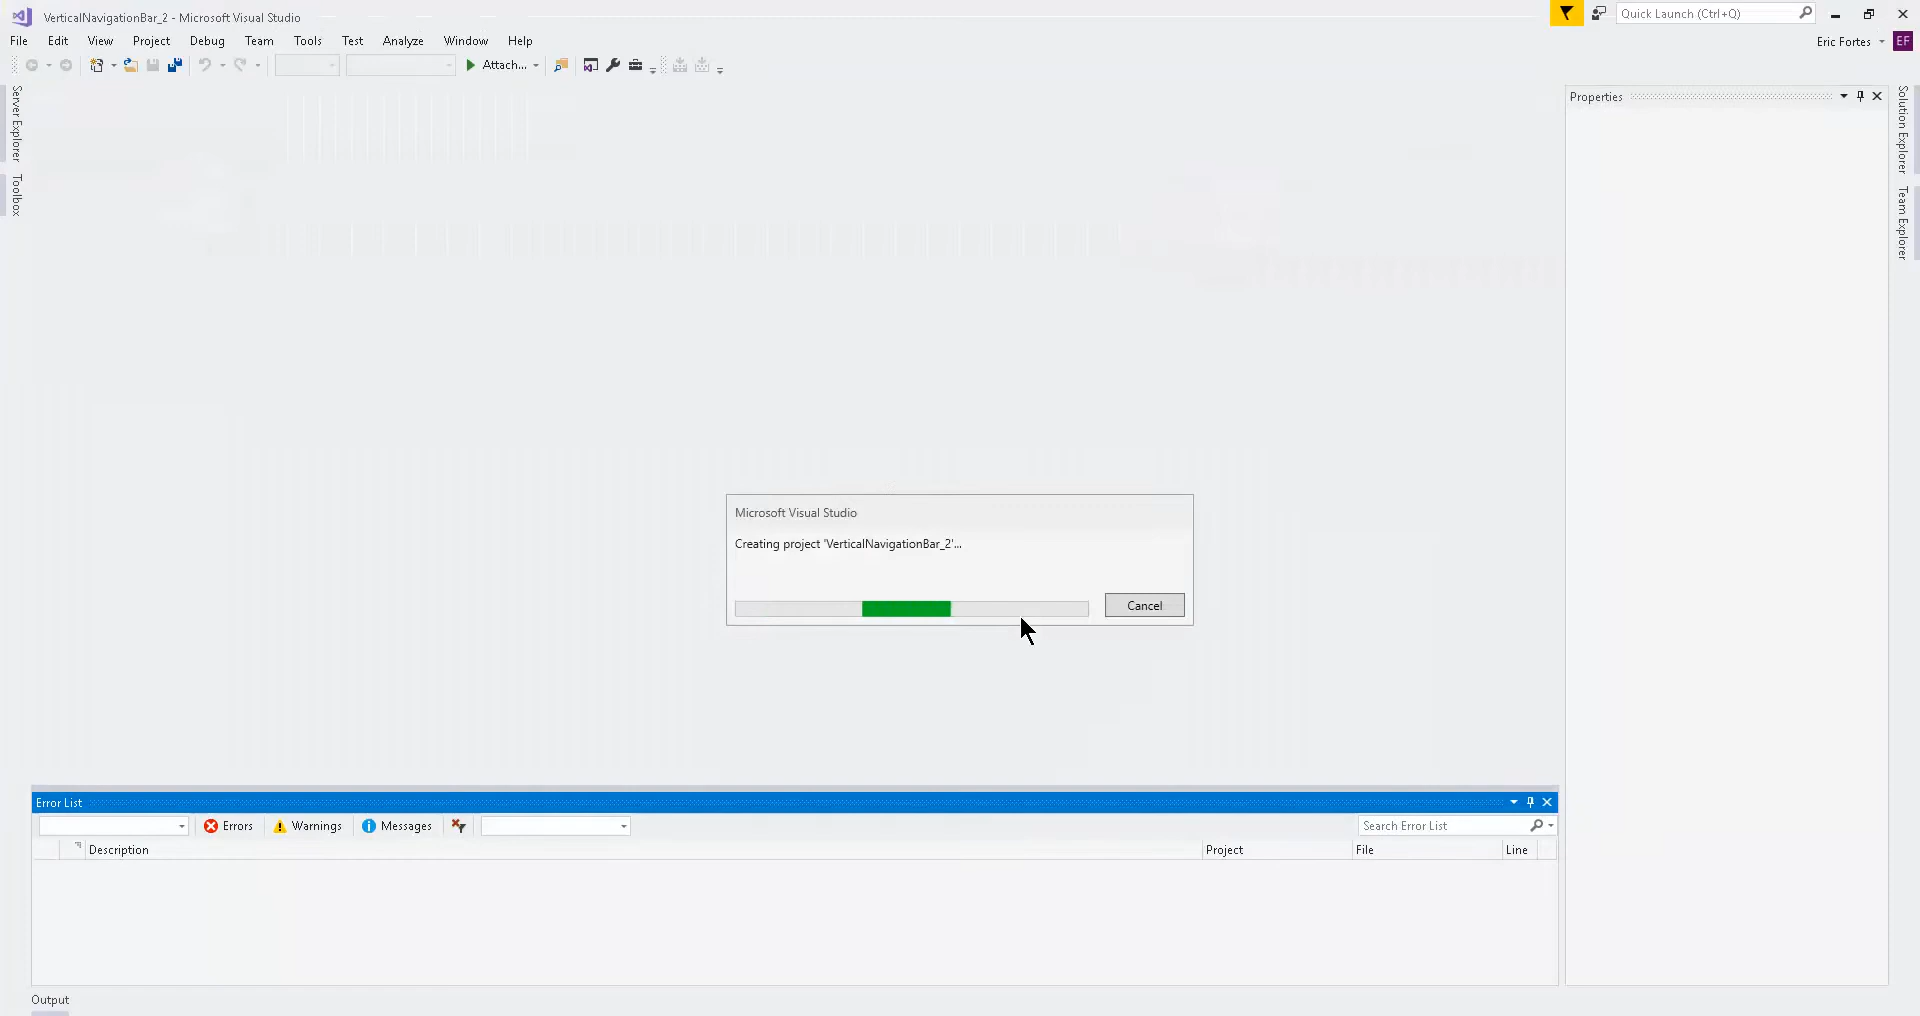 VerticalNavigationBar_2 - Microsoft Visual Studio
Quick Launch (Ctrl+Q)
File Edit View Project Debug Team Tools Test Analyze Window Help
Eric Fortes EF
Attach...
Server Explorer
Toolbox
Properties
Solution Explorer
Team Explorer
Microsoft Visual Studio
Creating project 'VerticalNavigationBar_2'...
Cancel
Error List
Errors Warnings Messages
Search Error List
Description Project File Line
Output